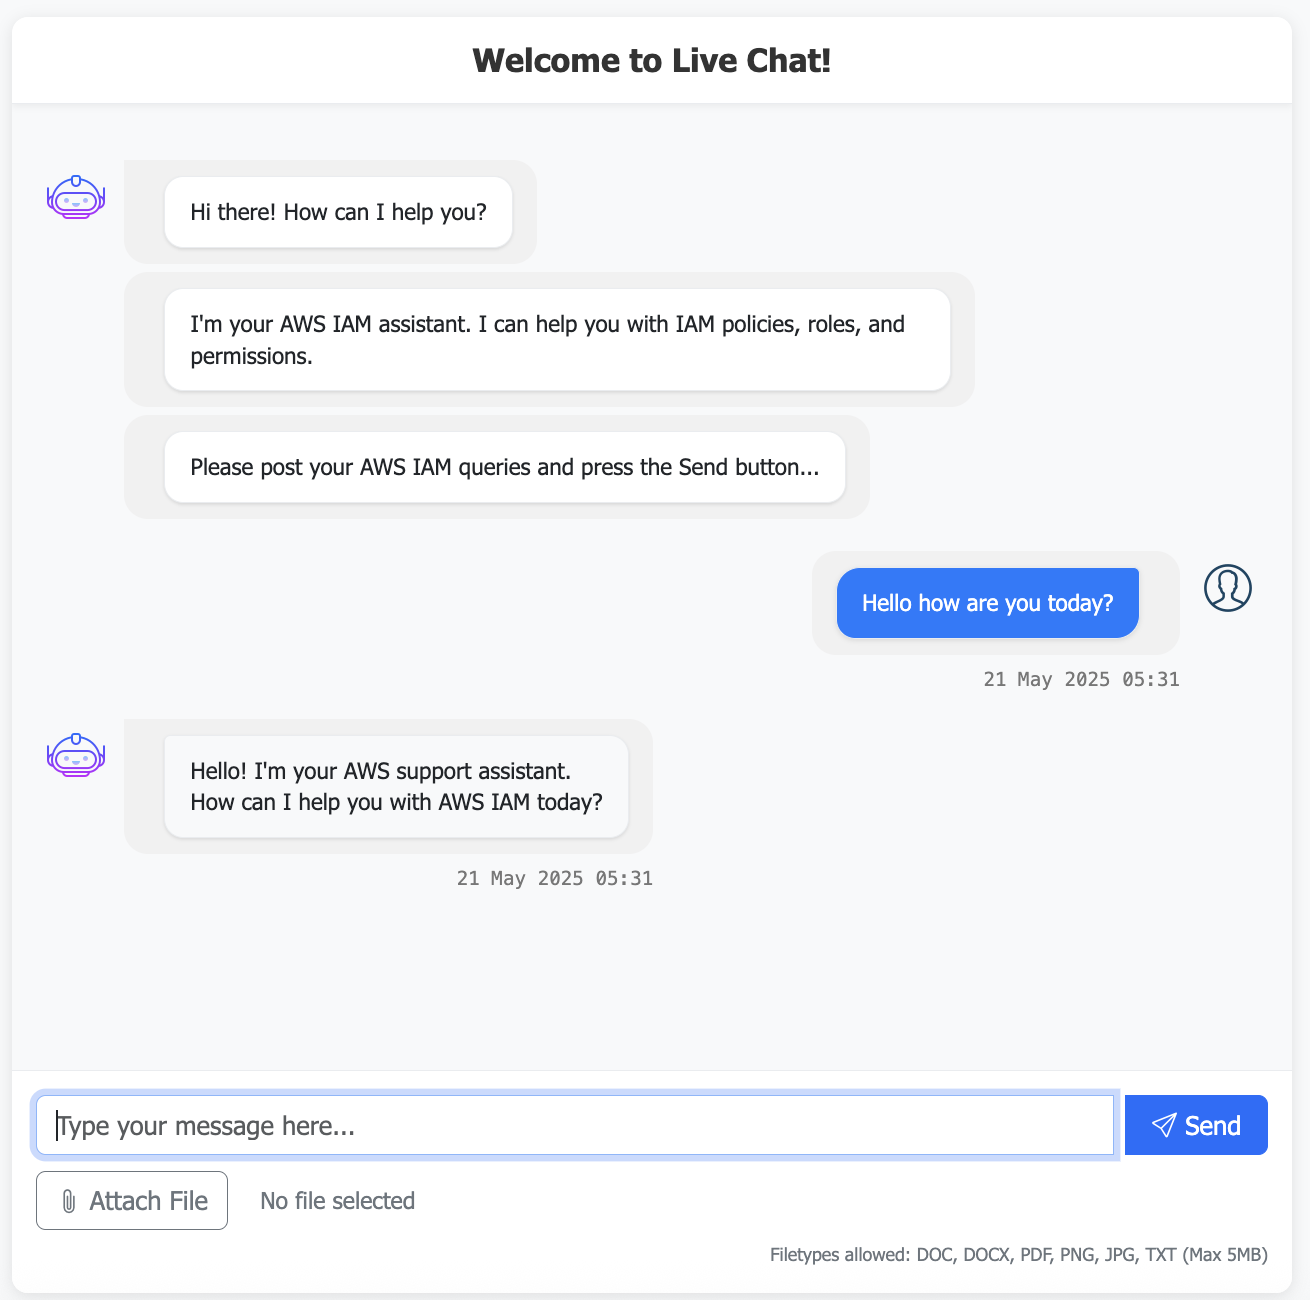 Welcome to Live Chat!
Hi there! How can I help you?
I'm your AWS IAM assistant. I can help you with IAM policies, roles, and
permissions.
Please post your AWS IAM queries and press the Send button...
Hello how are you today?
21 May 2025 05:31
Hello! I'm your AWS support assistant.
How can I help you with AWS IAM today?
21 May 2025 05:31
Type your message here...
Send
Attach File
No file selected
Filetypes allowed: DOC, DOCX, PDF, PNG, JPG, TXT (Max 5MB)